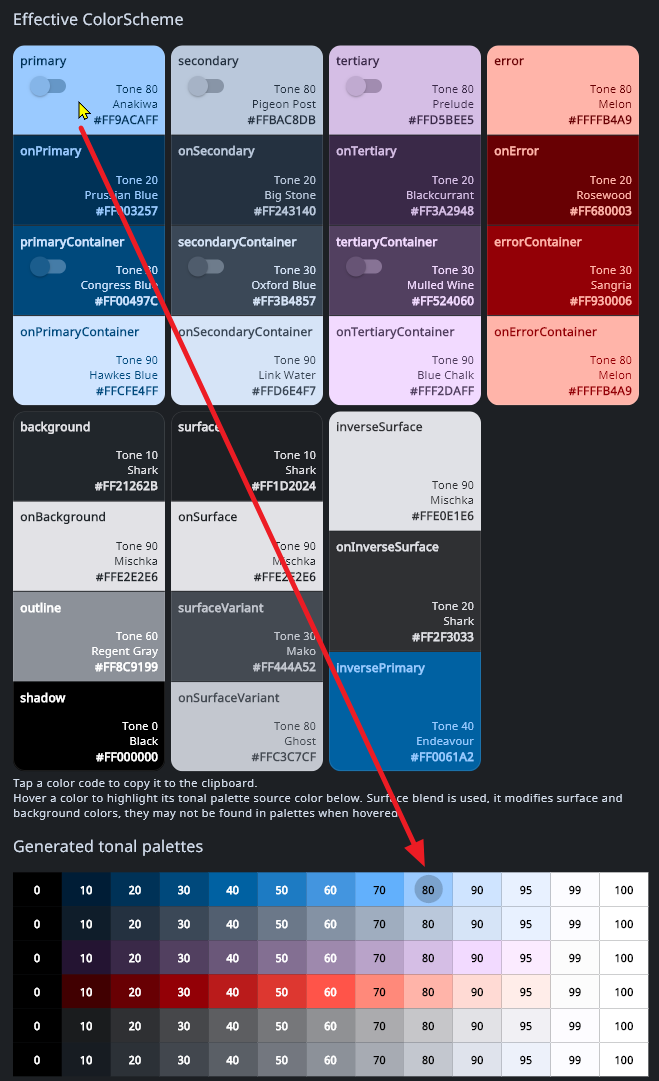 Effective ColorScheme
primary
Tone 80
Anakiwa
#FF9ACAFF
onPrimary
Tone 20
Prussian Blue
#FF003257
primaryContainer
Tone 30
Congress Blue
#FF00497C
onPrimaryContainer
Tone 90
Hawkes Blue
#FFCFE4FF
secondary
Tone 80
Pigeon Post
#FFBAC8DB
onSecondary
Tone 20
Big Stone
#FF243140
secondaryContainer
Tone 30
Oxford Blue
#FF3B4857
onSecondaryContainer
Tone 90
Link Water
#FFD6E4F7
tertiary
Tone 80
Prelude
#FFD5BEE5
onTertiary
Tone 20
Blackcurrant
#FF3A2948
tertiaryContainer
Tone 30
Mulled Wine
#FF524060
onTertiaryContainer
Tone 90
Blue Chalk
#FFF2DAFF
error
Tone 80
Melon
#FFFFB4A9
onError
Tone 20
Rosewood
#FF680003
errorContainer
Tone 30
Sangria
#FF930006
onErrorContainer
Tone 80
Melon
#FFFFB4A9
background
Tone 10
Shark
#FF21262B
onBackground
Tone 90
Mischka
#FFE2E2E6
outline
Tone 60
Regent Gray
#FF8C9199
shadow
Tone 0
Black
#FF000000
surface
Tone 10
Shark
#FF1D2024
onSurface
Tone 90
Mischka
#FFE2E2E6
surfaceVariant
Tone 30
Mako
#FF444A52
onSurfaceVariant
Tone 80
Ghost
#FFC3C7CF
inverseSurface
Tone 90
Mischka
#FFE0E1E6
onInverseSurface
Tone 20
Shark
#FF2F3033
inversePrimary
Tone 40
Endeavour
#FF0061A2
Tap a color code to copy it to the clipboard.
Hover a color to highlight its tonal palette source color below. Surface blend is used, it modifies surface and
background colors, they may not be found in palettes when hovered.
Generated tonal palettes
0 10 20 30 40 50 60 70 80 90 95 99 100
0 10 20 30 40 50 60 70 80 90 95 99 100
0 10 20 30 40 50 60 70 80 90 95 99 100
0 10 20 30 40 50 60 70 80 90 95 99 100
0 10 20 30 40 50 60 70 80 90 95 99 100
0 10 20 30 40 50 60 70 80 90 95 99 100